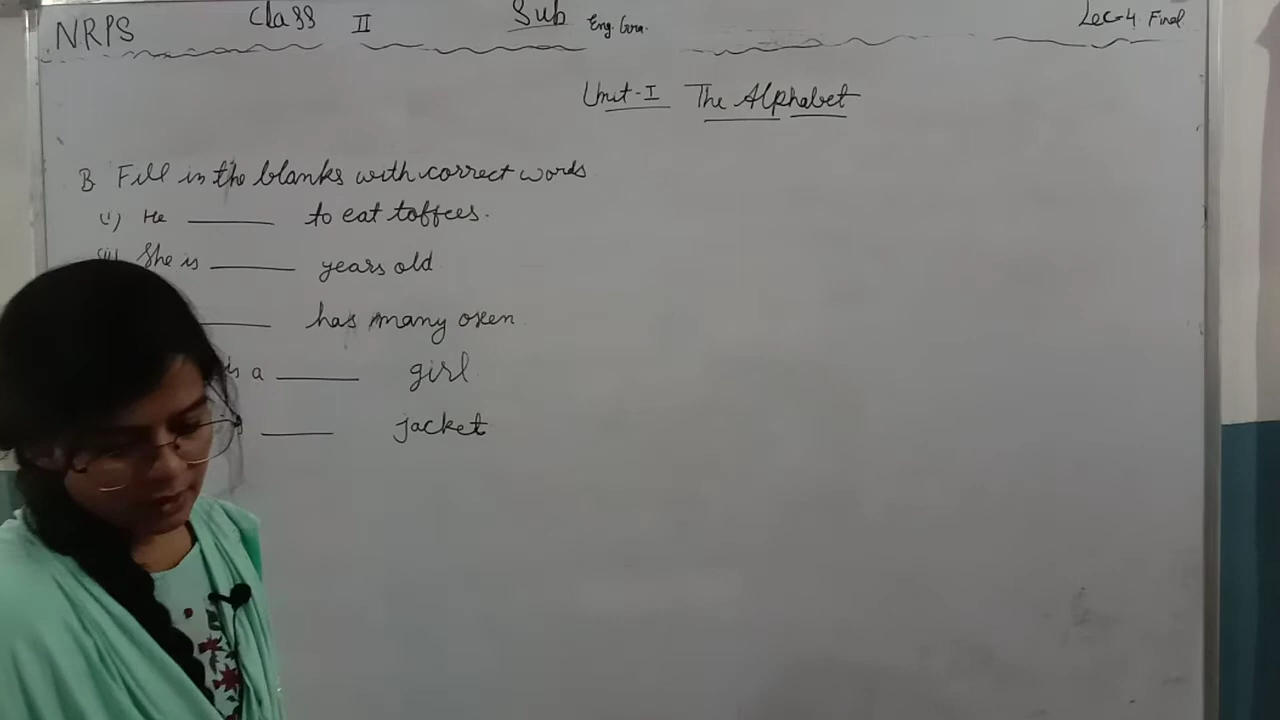 NRPS Class II Sub Eng. Gra. Lec-4 Final
Unit-I The Alphabet
B Fill in the blanks with correct words
(i) He ______ to eat toffees.
(ii) She is ______ years old
______ has many oxen
is a ______ girl
______ jacket